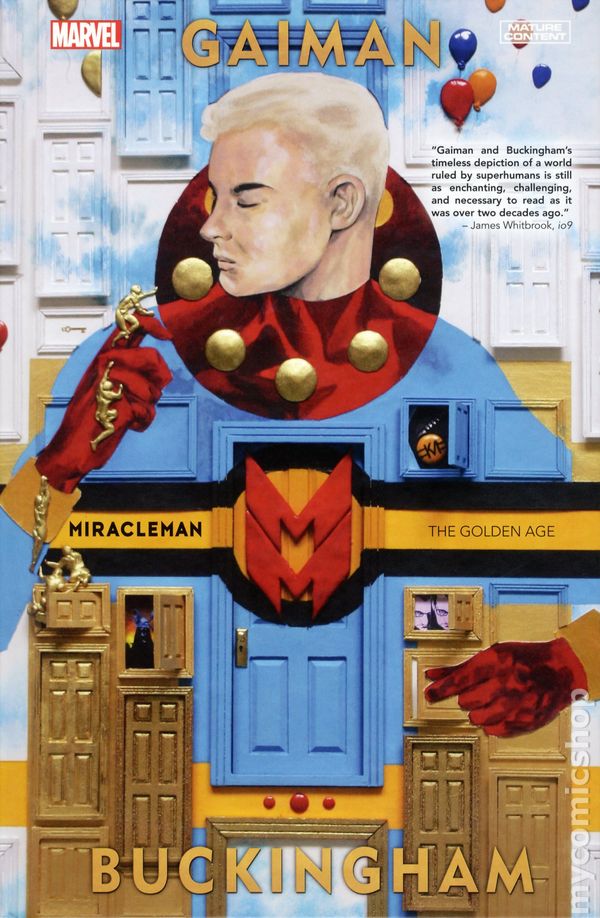 MARVEL
GAIMAN
MATURE
CONTENT
"Gaiman and Buckingham's
timeless depiction of a world
ruled by superhumans is still
as enchanting, challenging,
and necessary to read as it
was over two decades ago."
– James Whitbrook, io9
KM
MIRACLEMAN
THE GOLDEN AGE
MM
BUCKINGHAM
mycomicshop